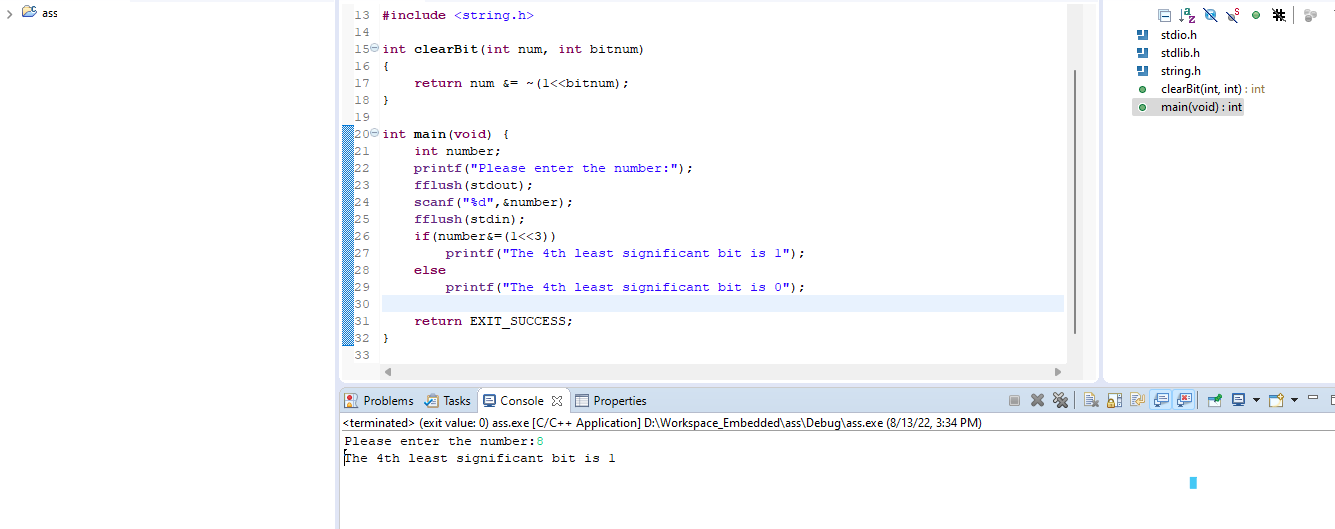 ass
13 #include <string.h>
14
15 int clearBit(int num, int bitnum)
16 {
17     return num &= ~(1<<bitnum);
18 }
19
20 int main(void) {
21     int number;
22     printf("Please enter the number:");
23     fflush(stdout);
24     scanf("%d",&number);
25     fflush(stdin);
26     if(number&=(1<<3))
27         printf("The 4th least significant bit is 1");
28     else
29         printf("The 4th least significant bit is 0");
30
31     return EXIT_SUCCESS;
32 }
33
stdio.h
stdlib.h
string.h
clearBit(int, int) : int
main(void) : int
Problems Tasks Console Properties
<terminated> (exit value: 0) ass.exe [C/C++ Application] D:\Workspace_Embedded\ass\Debug\ass.exe (8/13/22, 3:34 PM)
Please enter the number:8
The 4th least significant bit is 1